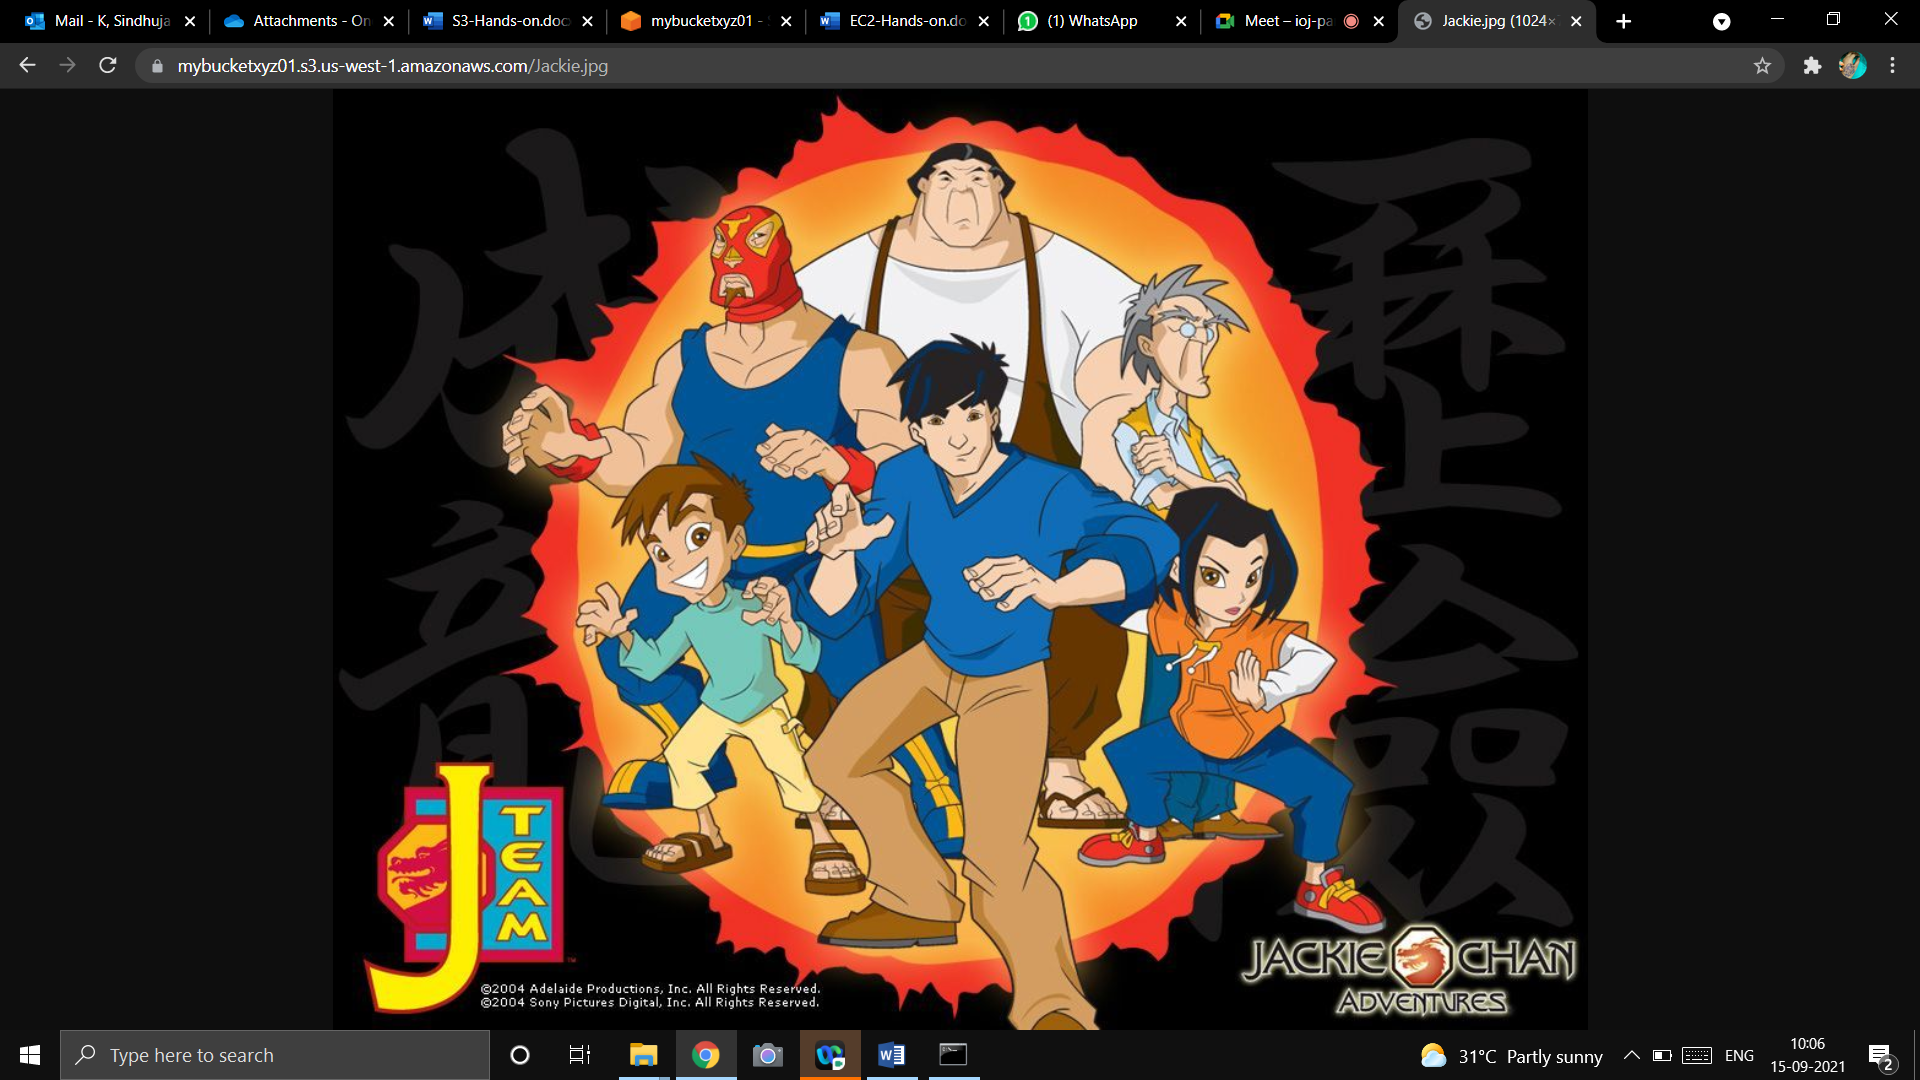 Mail - K, Sindhuja
Attachments - On
S3-Hands-on.doc
mybucketxyz01 -
EC2-Hands-on.do
(1) WhatsApp
Meet – ioj-pa
Jackie.jpg (1024×
mybucketxyz01.s3.us-west-1.amazonaws.com/Jackie.jpg
J
TEAM
©2004 Adelaide Productions, Inc. All Rights Reserved.
©2004 Sony Pictures Digital, Inc. All Rights Reserved.
JACKIE CHAN
ADVENTURES
Type here to search
31°C Partly sunny
ENG
10:06
15-09-2021
2